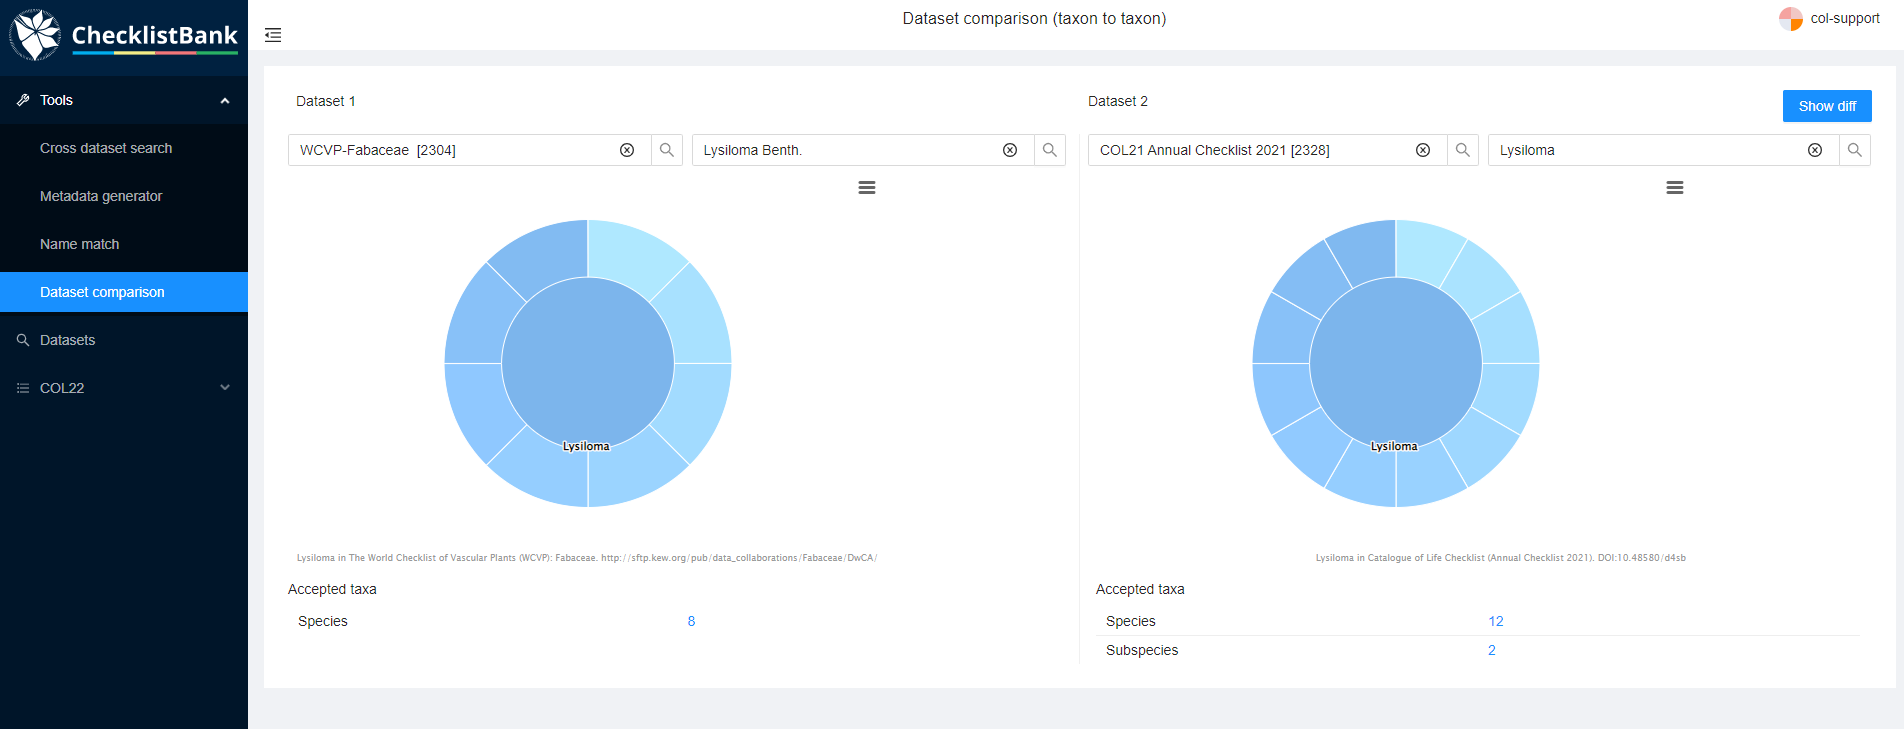 ChecklistBank
Dataset comparison (taxon to taxon)
col-support
Tools
Cross dataset search
Metadata generator
Name match
Dataset comparison
Datasets
COL22
Dataset 1
WCVP-Fabaceae [2304]
Lysiloma Benth.
Lysiloma
Lysiloma in The World Checklist of Vascular Plants (WCVP): Fabaceae. http://sftp.kew.org/pub/data_collaborations/Fabaceae/DwCA/
Accepted taxa
Species 8
Dataset 2
Show diff
COL21 Annual Checklist 2021 [2328]
Lysiloma
Lysiloma
Lysiloma in Catalogue of Life Checklist (Annual Checklist 2021). DOI:10.48580/d4sb
Accepted taxa
Species 12
Subspecies 2